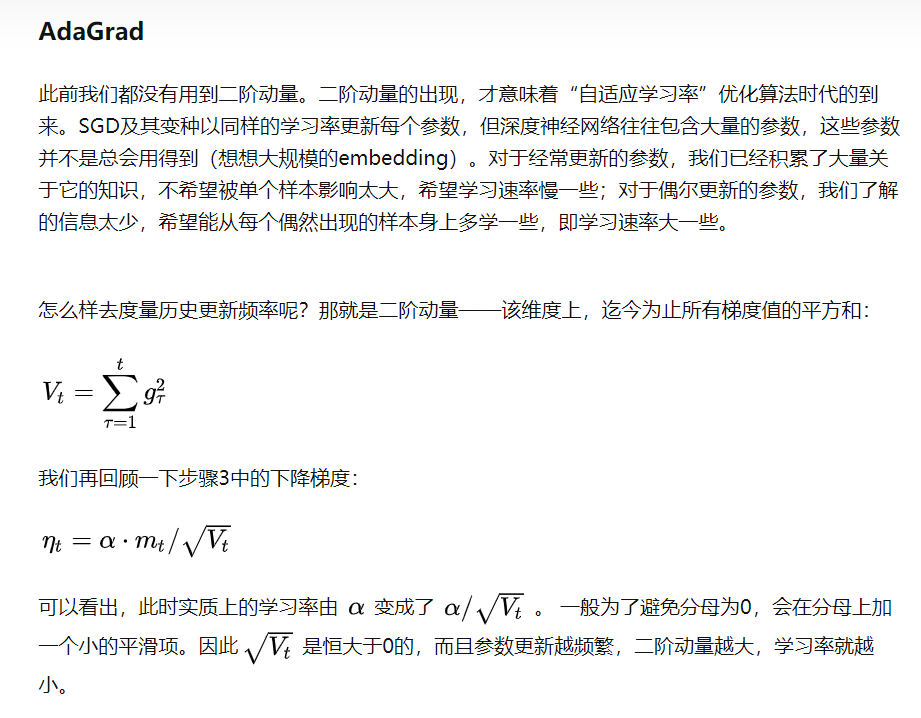 AdaGrad
此前我们都没有用到二阶动量。二阶动量的出现，才意味着“自适应学习率”优化算法时代的到
来。SGD及其变种以同样的学习率更新每个参数，但深度神经网络往往包含大量的参数，这些参数
并不是总会用得到（想想大规模的embedding）。对于经常更新的参数，我们已经积累了大量关
于它的知识，不希望被单个样本影响太大，希望学习速率慢一些；对于偶尔更新的参数，我们了解
的信息太少，希望能从每个偶然出现的样本身上多学一些，即学习速率大一些。
怎么样去度量历史更新频率呢？那就是二阶动量——该维度上，迄今为止所有梯度值的平方和：
$V_t = \sum_{\tau=1}^{t} g_\tau^2$
我们再回顾一下步骤3中的下降梯度：
$\eta_t = \alpha \cdot m_t / \sqrt{V_t}$
可以看出，此时实质上的学习率由 $\alpha$ 变成了 $\alpha / \sqrt{V_t}$ 。 一般为了避免分母为0，会在分母上加
一个小的平滑项。因此 $\sqrt{V_t}$ 是恒大于0的，而且参数更新越频繁，二阶动量越大，学习率就越
小。